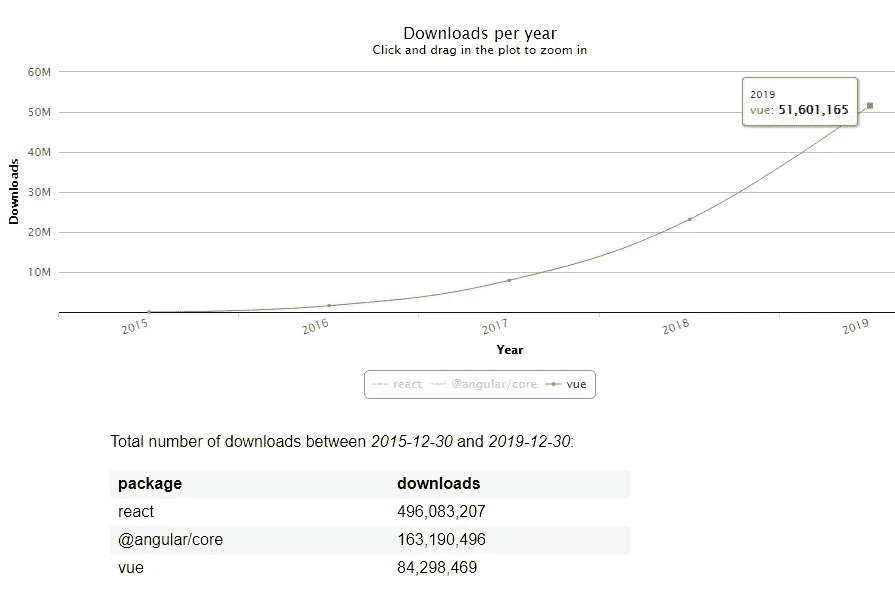 Downloads per year
Click and drag in the plot to zoom in
60M
50M
40M
30M
20M
10M
Downloads
2019
vue: 51,601,165
2015 2016 2017 2018 2019
Year
react @angular/core vue
Total number of downloads between 2015-12-30 and 2019-12-30:
package downloads
react 496,083,207
@angular/core 163,190,496
vue 84,298,469